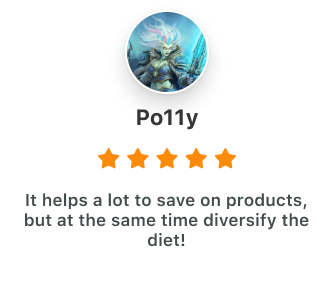 Po11y
It helps a lot to save on products,
but at the same time diversify the
diet!